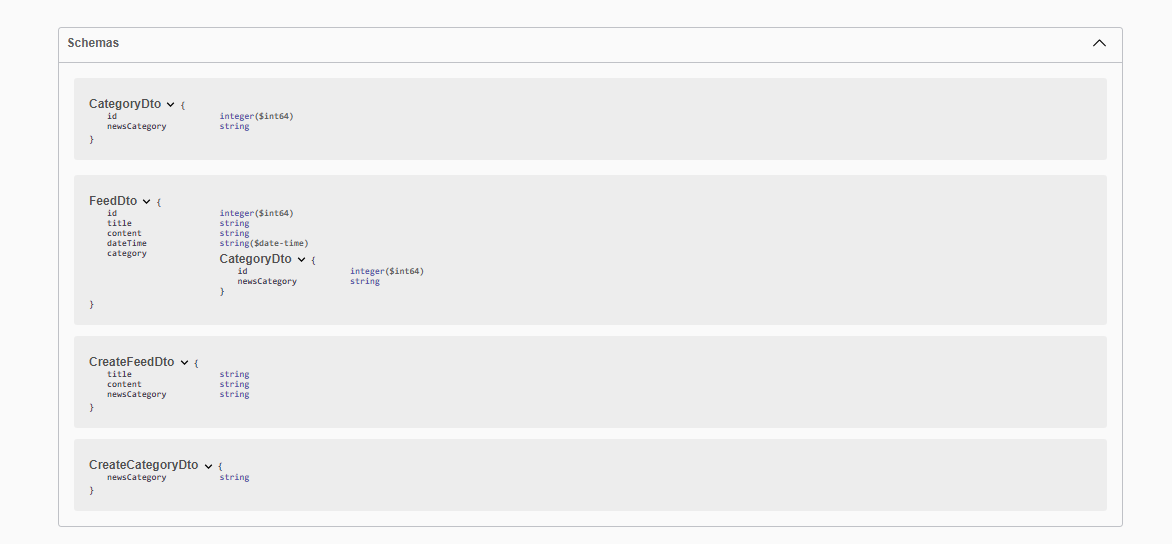 Schemas
CategoryDto {
id integer($int64)
newsCategory string
}
FeedDto {
id integer($int64)
title string
content string
dateTime string($date-time)
category CategoryDto {
id integer($int64)
newsCategory string
}
}
CreateFeedDto {
title string
content string
newsCategory string
}
CreateCategoryDto {
newsCategory string
}